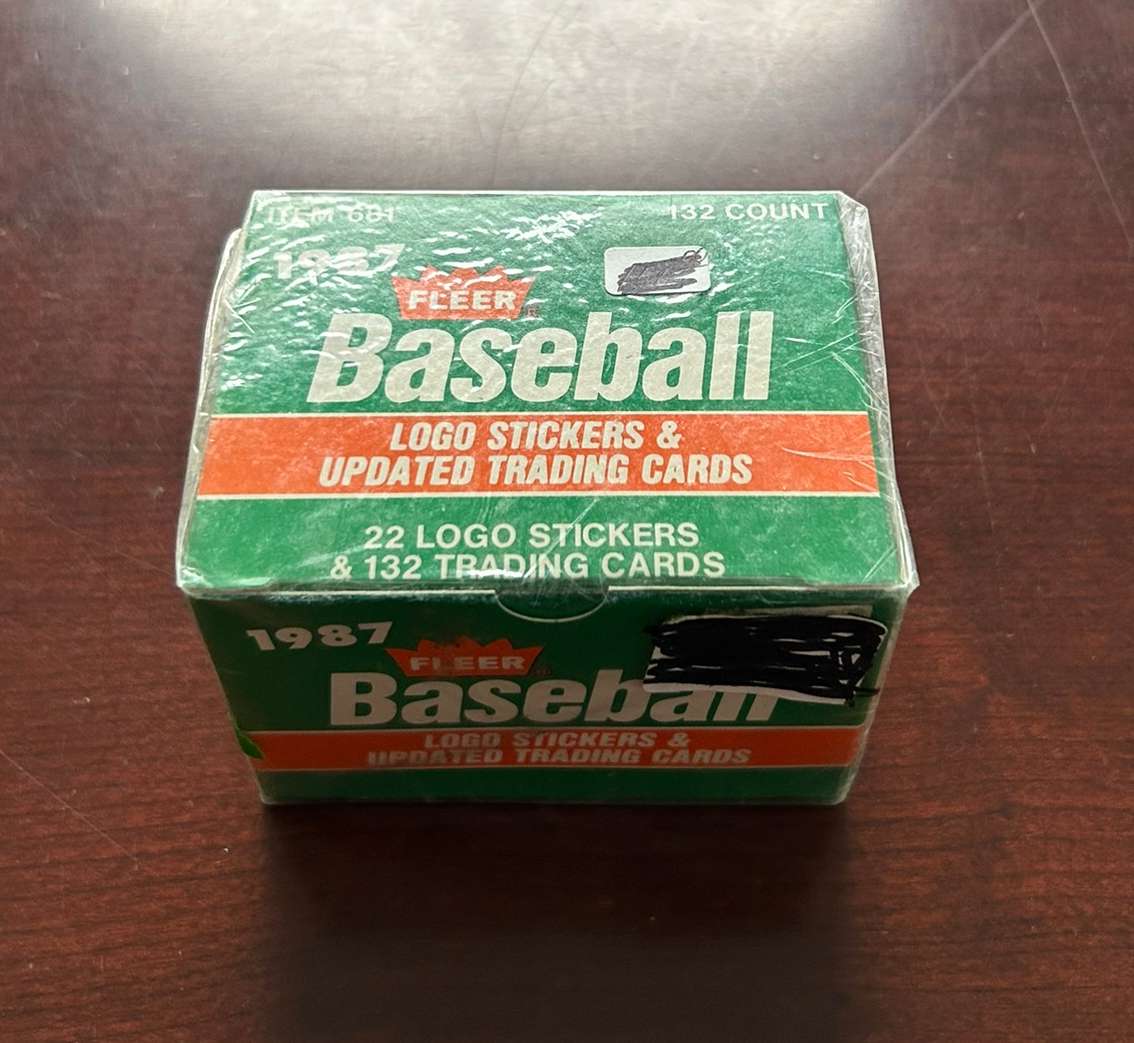 ITEM 681 132 COUNT
1987
FLEER
Baseball
LOGO STICKERS &
UPDATED TRADING CARDS
22 LOGO STICKERS
& 132 TRADING CARDS
1987
FLEER
Baseball
LOGO STICKERS &
UPDATED TRADING CARDS